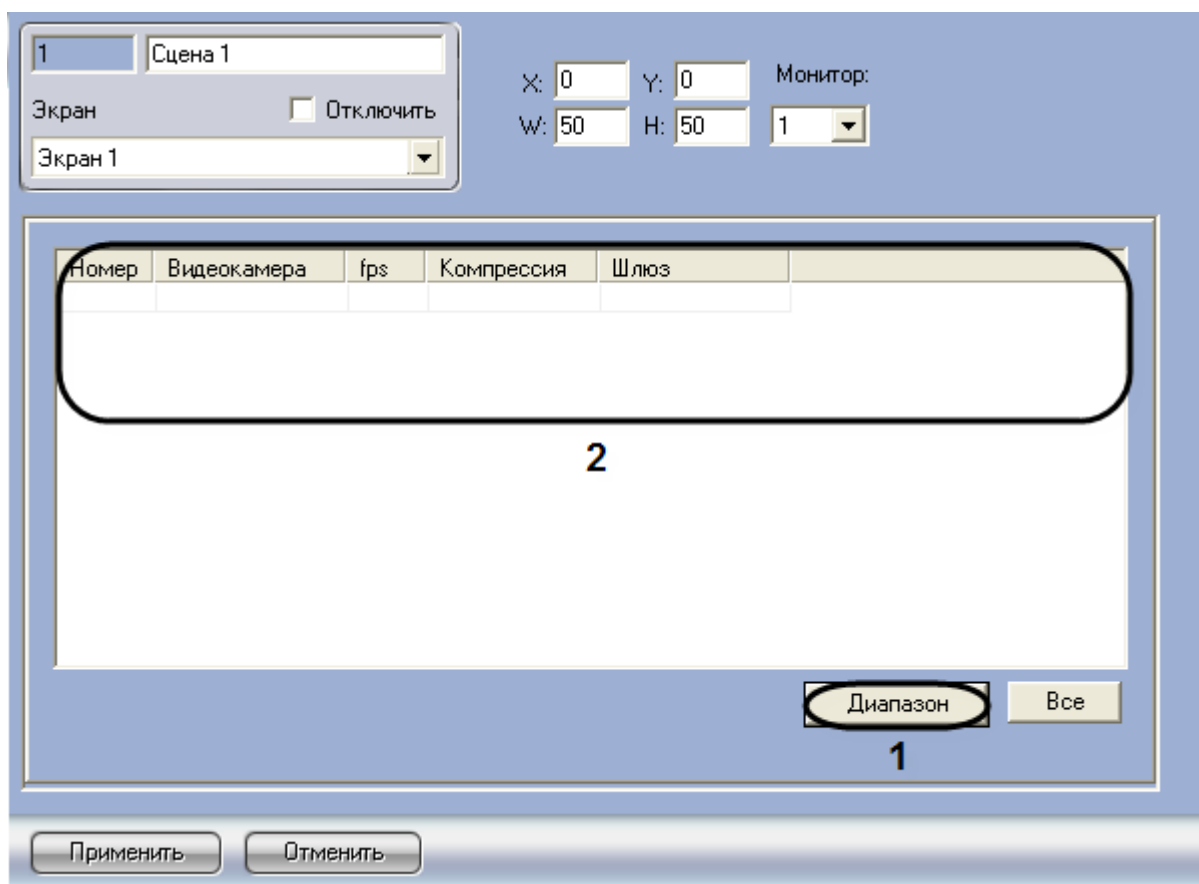 1 Сцена 1
Экран Отключить
Экран 1
X: 0 Y: 0 Монитор:
W: 50 H: 50 1
Номер Видеокамера fps Компрессия Шлюз
2
Диапазон Все
1
Применить Отменить